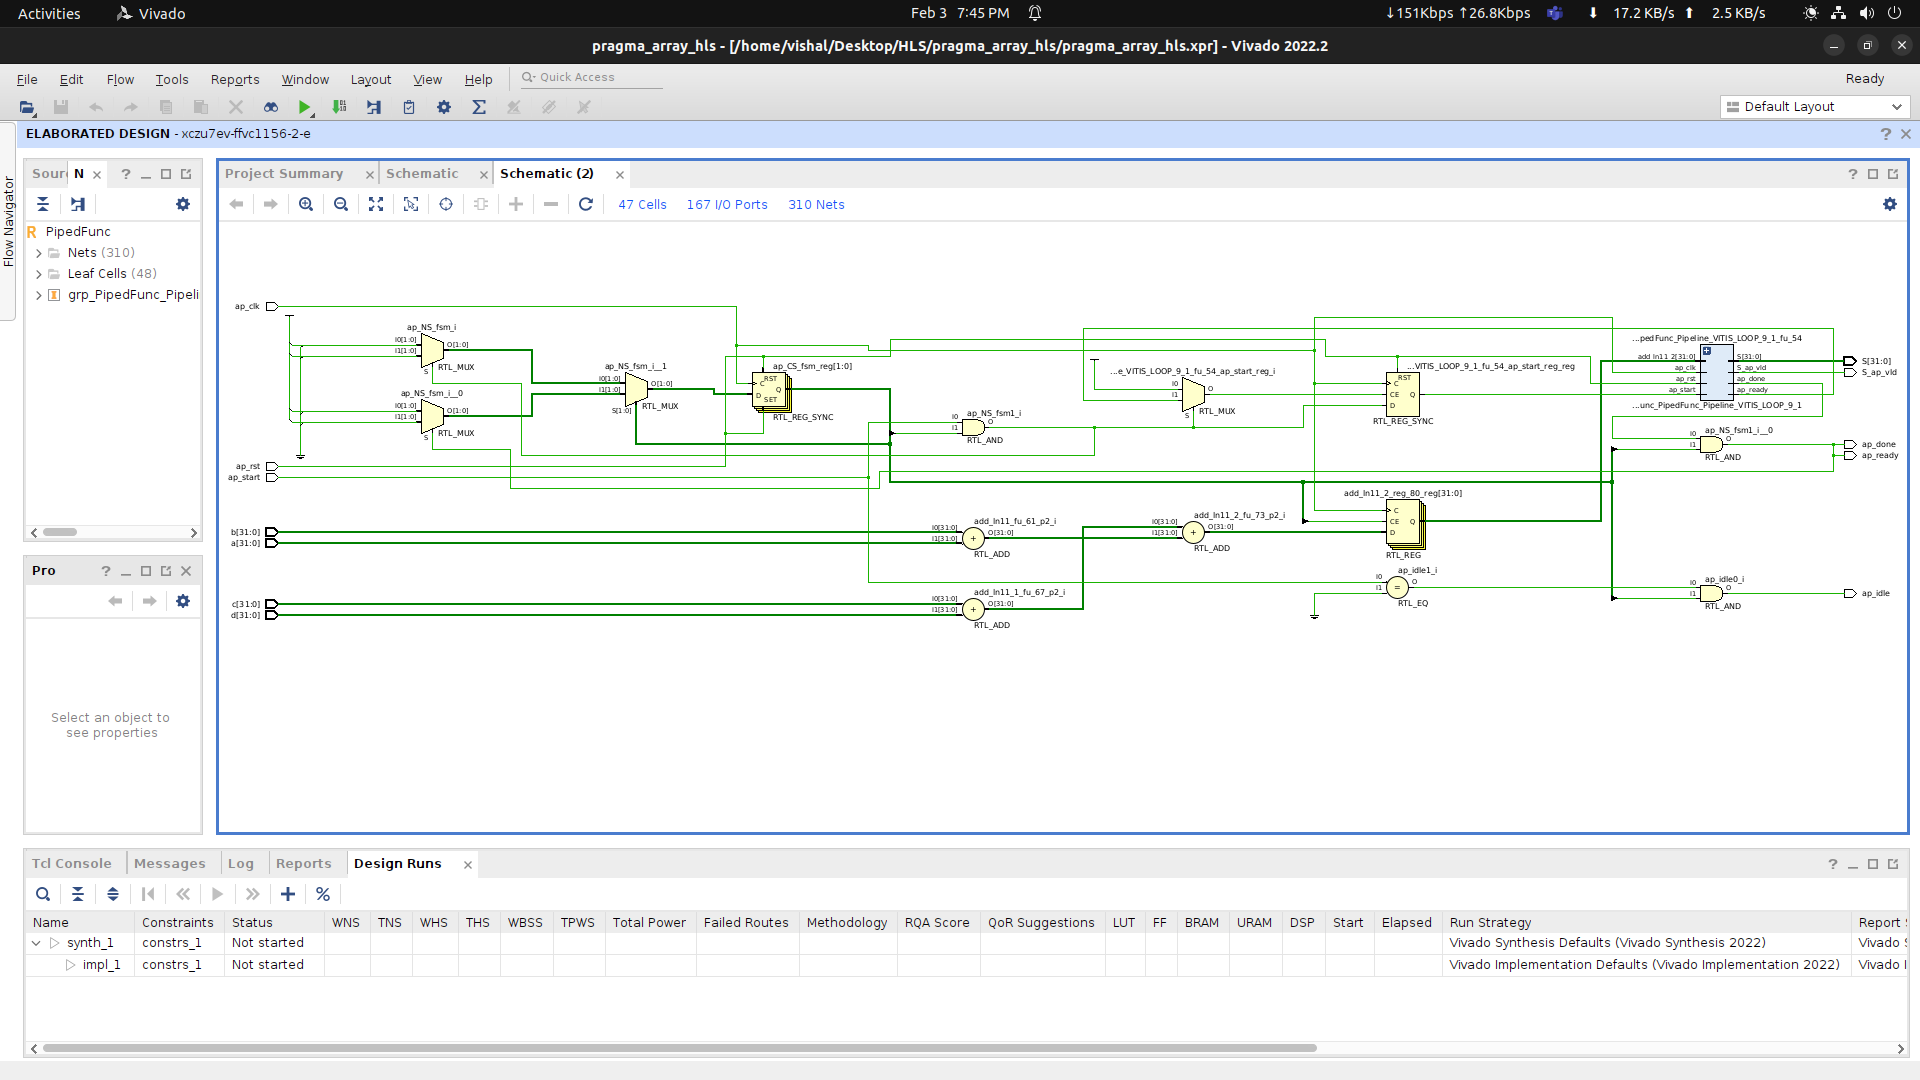 Activities
Vivado
Feb 3 7:45 PM
↓151Kbps ↑26.8Kbps
17.2 KB/s
2.5 KB/s
pragma_array_hls - [/home/vishal/Desktop/HLS/pragma_array_hls/pragma_array_hls.xpr] - Vivado 2022.2
File Edit Flow Tools Reports Window Layout View Help
Quick Access
Ready
Default Layout
ELABORATED DESIGN - xczu7ev-ffvc1156-2-e
Flow Navigator
Sour N
PipedFunc
Nets (310)
Leaf Cells (48)
grp_PipedFunc_Pipeli
Pro
Select an object to
see properties
Project Summary
Schematic
Schematic (2)
47 Cells 167 I/O Ports 310 Nets
ap_clk
ap_NS_fsm_i
I0[1:0]
I1[1:0]
O[1:0]
S
RTL_MUX
ap_NS_fsm_i__0
I0[1:0]
I1[1:0]
O[1:0]
S
RTL_MUX
ap_NS_fsm_i__1
I0[1:0]
I1[1:0]
O[1:0]
S[1:0]
RTL_MUX
ap_CS_fsm_reg[1:0]
RST
C
Q
D
SET
RTL_REG_SYNC
ap_rst
ap_start
ap_NS_fsm1_i
I0
I1
O
RTL_AND
...e_VITIS_LOOP_9_1_fu_54_ap_start_reg_i
I0
I1
O
S
RTL_MUX
...VITIS_LOOP_9_1_fu_54_ap_start_reg_reg
RST
C
CE
Q
D
RTL_REG_SYNC
...pedFunc_Pipeline_VITIS_LOOP_9_1_fu_54
add_ln11_2[31:0]
ap_clk
ap_rst
ap_start
S[31:0]
S_ap_vld
ap_done
ap_ready
...unc_PipedFunc_Pipeline_VITIS_LOOP_9_1
S[31:0]
S_ap_vld
ap_NS_fsm1_i__0
I0
I1
O
RTL_AND
ap_done
ap_ready
b[31:0]
a[31:0]
add_ln11_fu_61_p2_i
I0[31:0]
I1[31:0]
O[31:0]
+
RTL_ADD
add_ln11_2_fu_73_p2_i
I0[31:0]
I1[31:0]
O[31:0]
+
RTL_ADD
add_ln11_2_reg_80_reg[31:0]
C
CE
Q
D
RTL_REG
c[31:0]
d[31:0]
add_ln11_1_fu_67_p2_i
I0[31:0]
I1[31:0]
O[31:0]
+
RTL_ADD
ap_idle1_i
I0
I1
O
=
RTL_EQ
ap_idle0_i
I0
I1
O
RTL_AND
ap_idle
Tcl Console
Messages
Log
Reports
Design Runs
Name Constraints Status WNS TNS WHS THS WBSS TPWS Total Power Failed Routes Methodology RQA Score QoR Suggestions LUT FF BRAM URAM DSP Start Elapsed Run Strategy Report
synth_1 constrs_1 Not started Vivado Synthesis Defaults (Vivado Synthesis 2022) Vivado
impl_1 constrs_1 Not started Vivado Implementation Defaults (Vivado Implementation 2022) Vivado